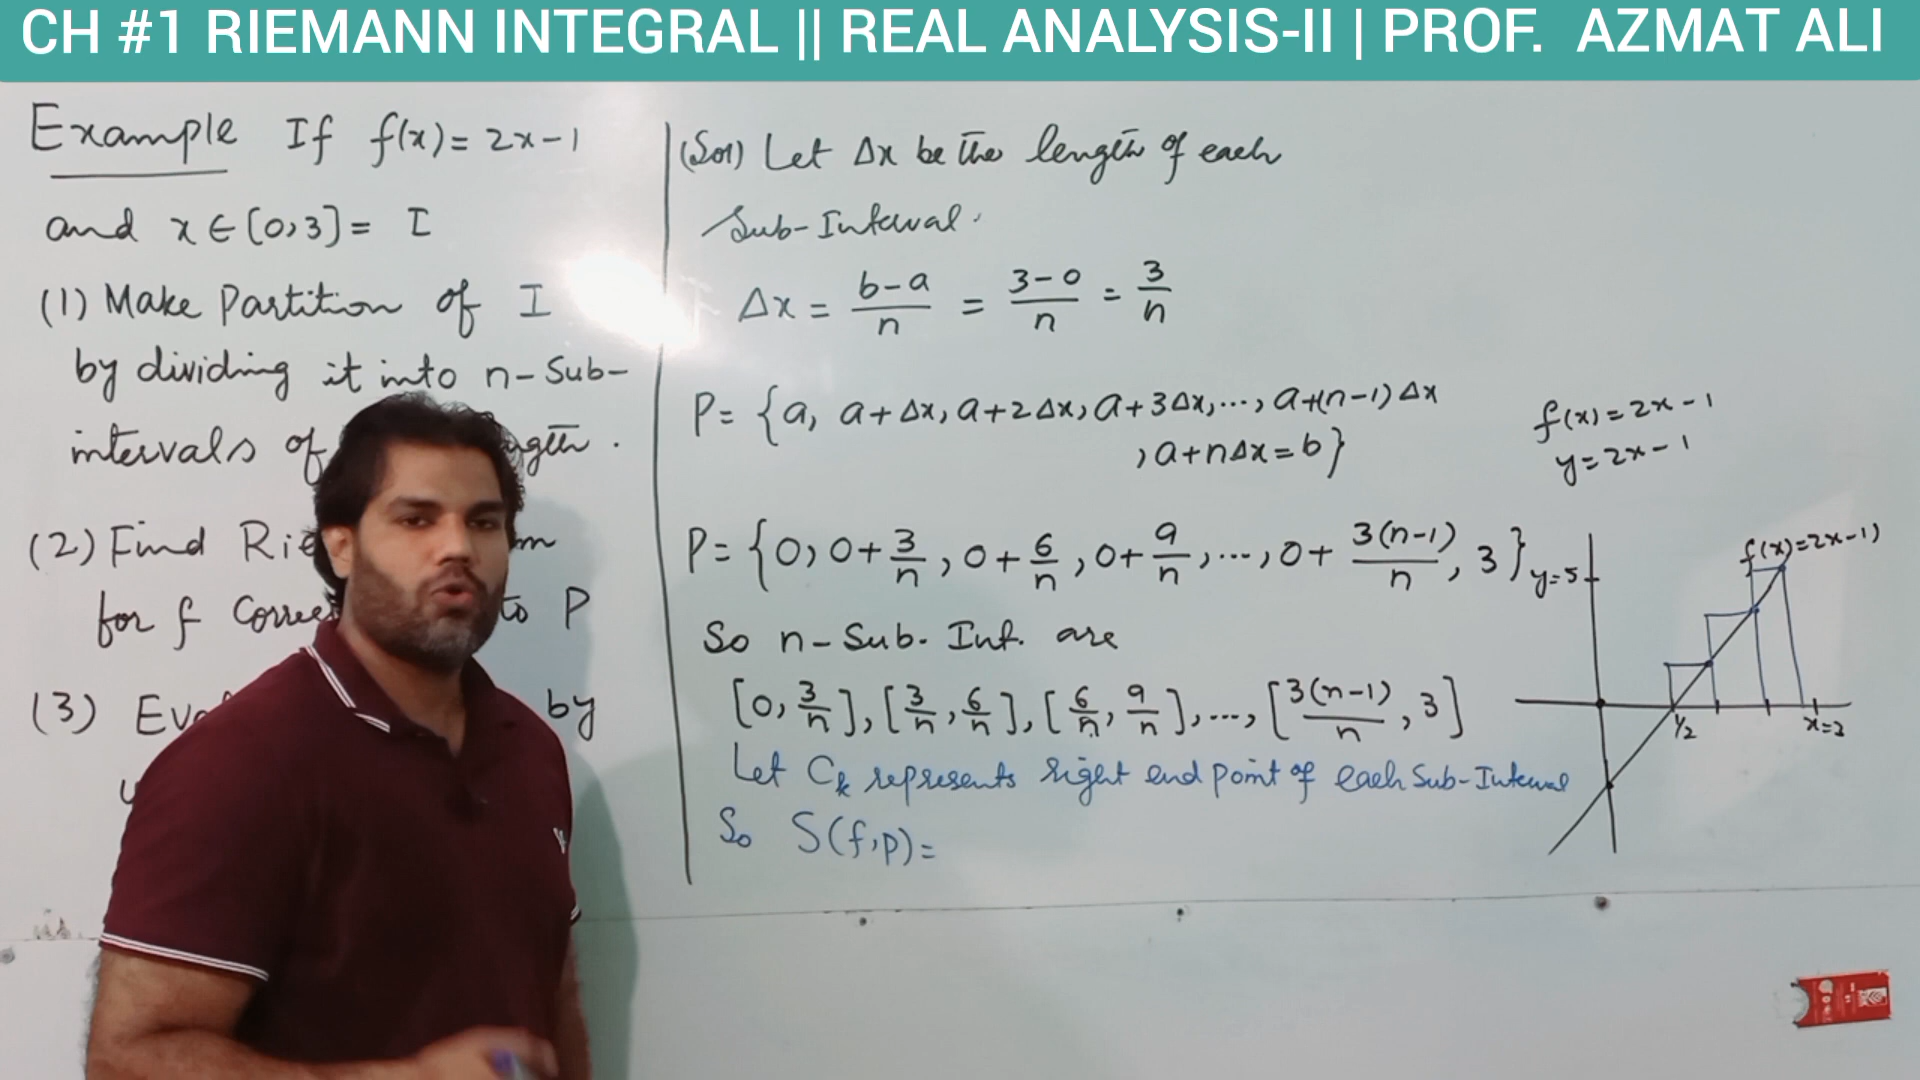 CH #1 RIEMANN INTEGRAL || REAL ANALYSIS-II | PROF. AZMAT ALI
Example If f(x) = 2x-1
and x ∈ [0,3] = I
(1) Make Partition of I
by dividing it into n-Sub-
intervals of
(2) Find
for f to P
(3) by
(Sol) Let Δx be the length of each
Sub-Interval.
Δx = b-a/n = 3-0/n = 3/n
P = {a, a+Δx, a+2Δx, a+3Δx, ..., a+(n-1)Δx
, a+nΔx = b}
P = {0, 0+3/n, 0+6/n, 0+9/n, ..., 0+3(n-1)/n, 3}
So n-Sub. Int. are
[0, 3/n], [3/n, 6/n], [6/n, 9/n], ..., [3(n-1)/n, 3]
Let Ck represents right end point of each Sub-Interval
So S(f,P) =
f(x) = 2x-1
y = 2x-1
y=5
f(x)=2x-1)
1/2
x=3